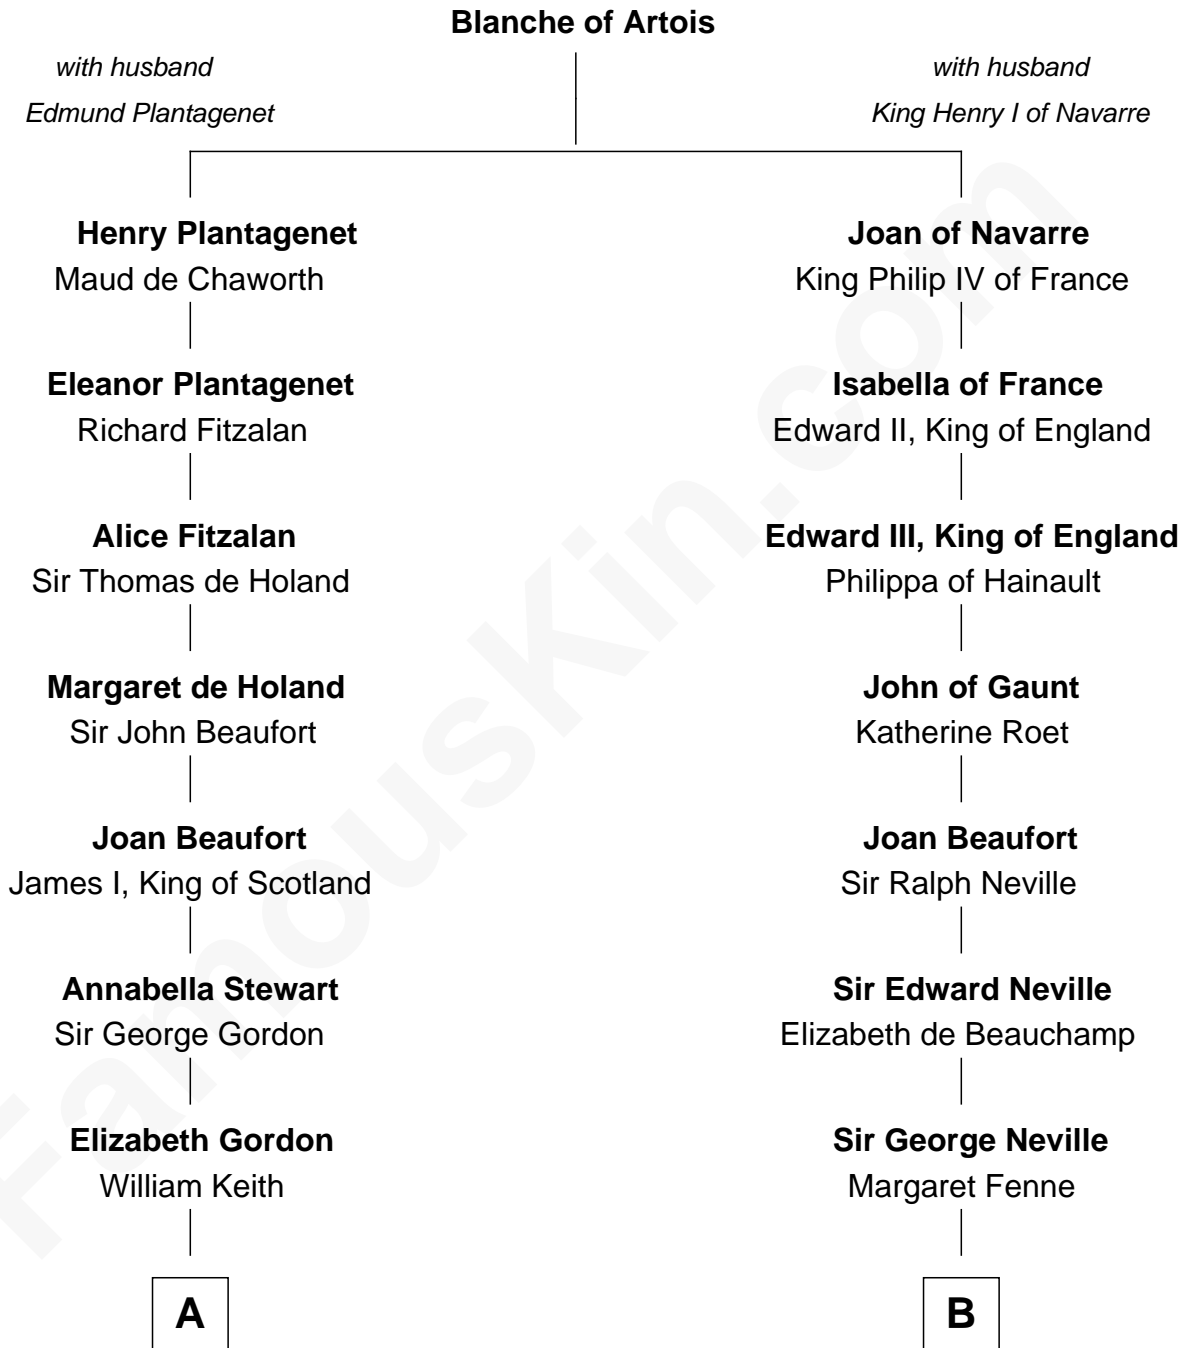 Blanche of Artois
with husband
Edmund Plantagenet
with husband
King Henry I of Navarre
Henry Plantagenet
Maud de Chaworth
Joan of Navarre
King Philip IV of France
Eleanor Plantagenet
Richard Fitzalan
Isabella of France
Edward II, King of England
Alice Fitzalan
Sir Thomas de Holand
Edward III, King of England
Philippa of Hainault
Margaret de Holand
Sir John Beaufort
John of Gaunt
Katherine Roet
Joan Beaufort
James I, King of Scotland
Joan Beaufort
Sir Ralph Neville
Annabella Stewart
Sir George Gordon
Sir Edward Neville
Elizabeth de Beauchamp
Elizabeth Gordon
William Keith
Sir George Neville
Margaret Fenne
A
B
FamousKin.com